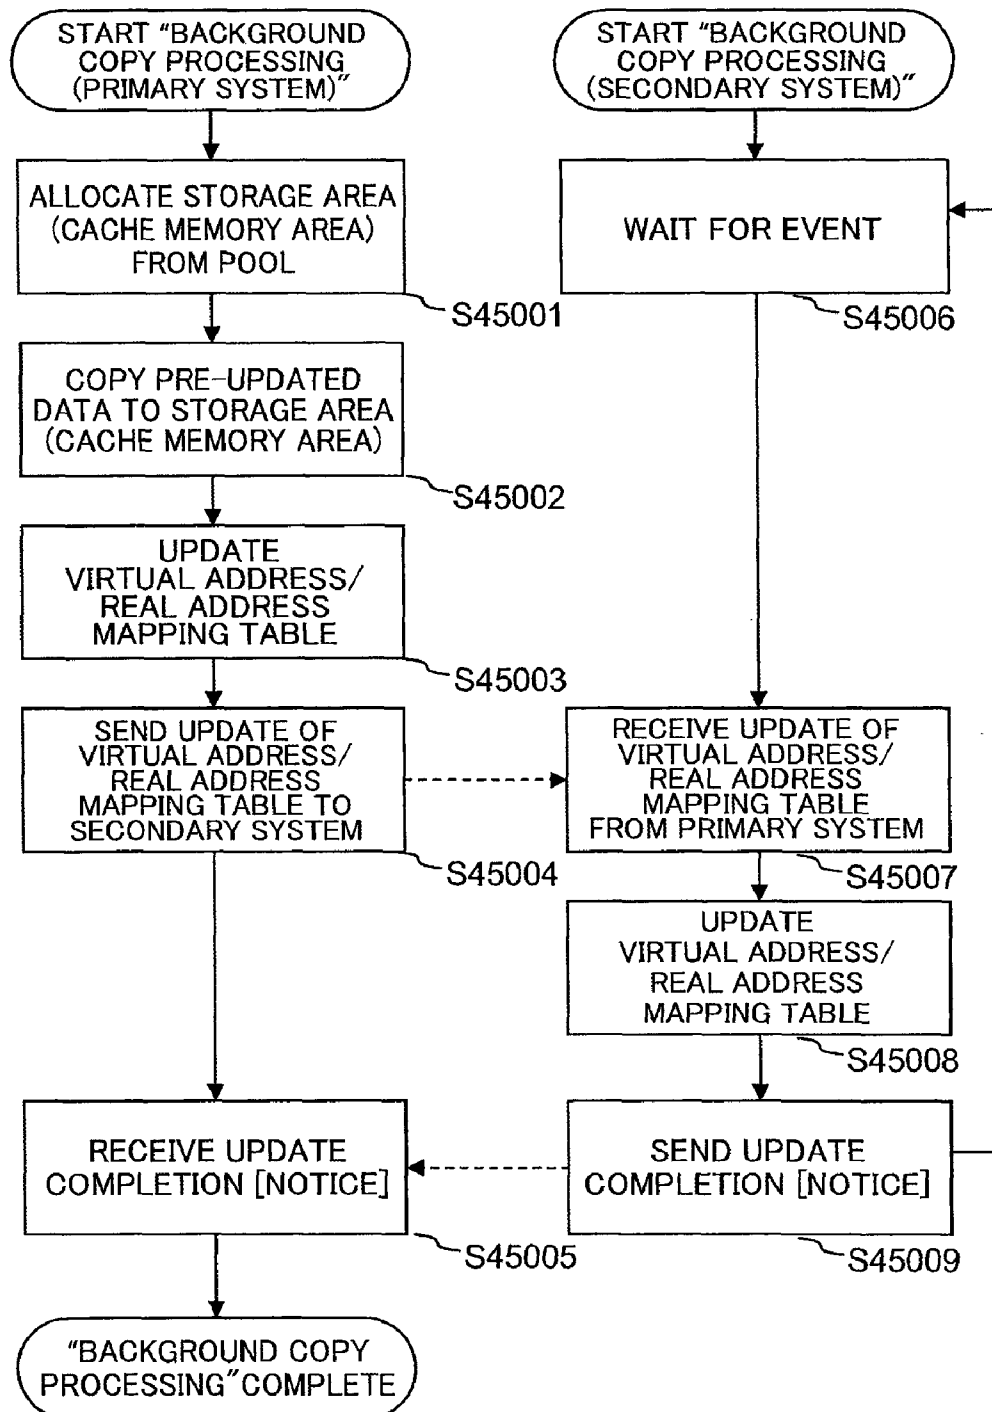 START “BACKGROUND
COPY PROCESSING
(PRIMARY SYSTEM)”
ALLOCATE STORAGE AREA
(CACHE MEMORY AREA)
FROM POOL
S45001
COPY PRE-UPDATED
DATA TO STORAGE AREA
(CACHE MEMORY AREA)
S45002
UPDATE
VIRTUAL ADDRESS/
REAL ADDRESS
MAPPING TABLE
S45003
SEND UPDATE OF
VIRTUAL ADDRESS/
REAL ADDRESS
MAPPING TABLE TO
SECONDARY SYSTEM
S45004
RECEIVE UPDATE
COMPLETION [NOTICE]
S45005
“BACKGROUND COPY
PROCESSING” COMPLETE
START “BACKGROUND
COPY PROCESSING
(SECONDARY SYSTEM)”
WAIT FOR EVENT
S45006
RECEIVE UPDATE OF
VIRTUAL ADDRESS/
REAL ADDRESS
MAPPING TABLE
FROM PRIMARY SYSTEM
S45007
UPDATE
VIRTUAL ADDRESS/
REAL ADDRESS
MAPPING TABLE
S45008
SEND UPDATE
COMPLETION [NOTICE]
S45009